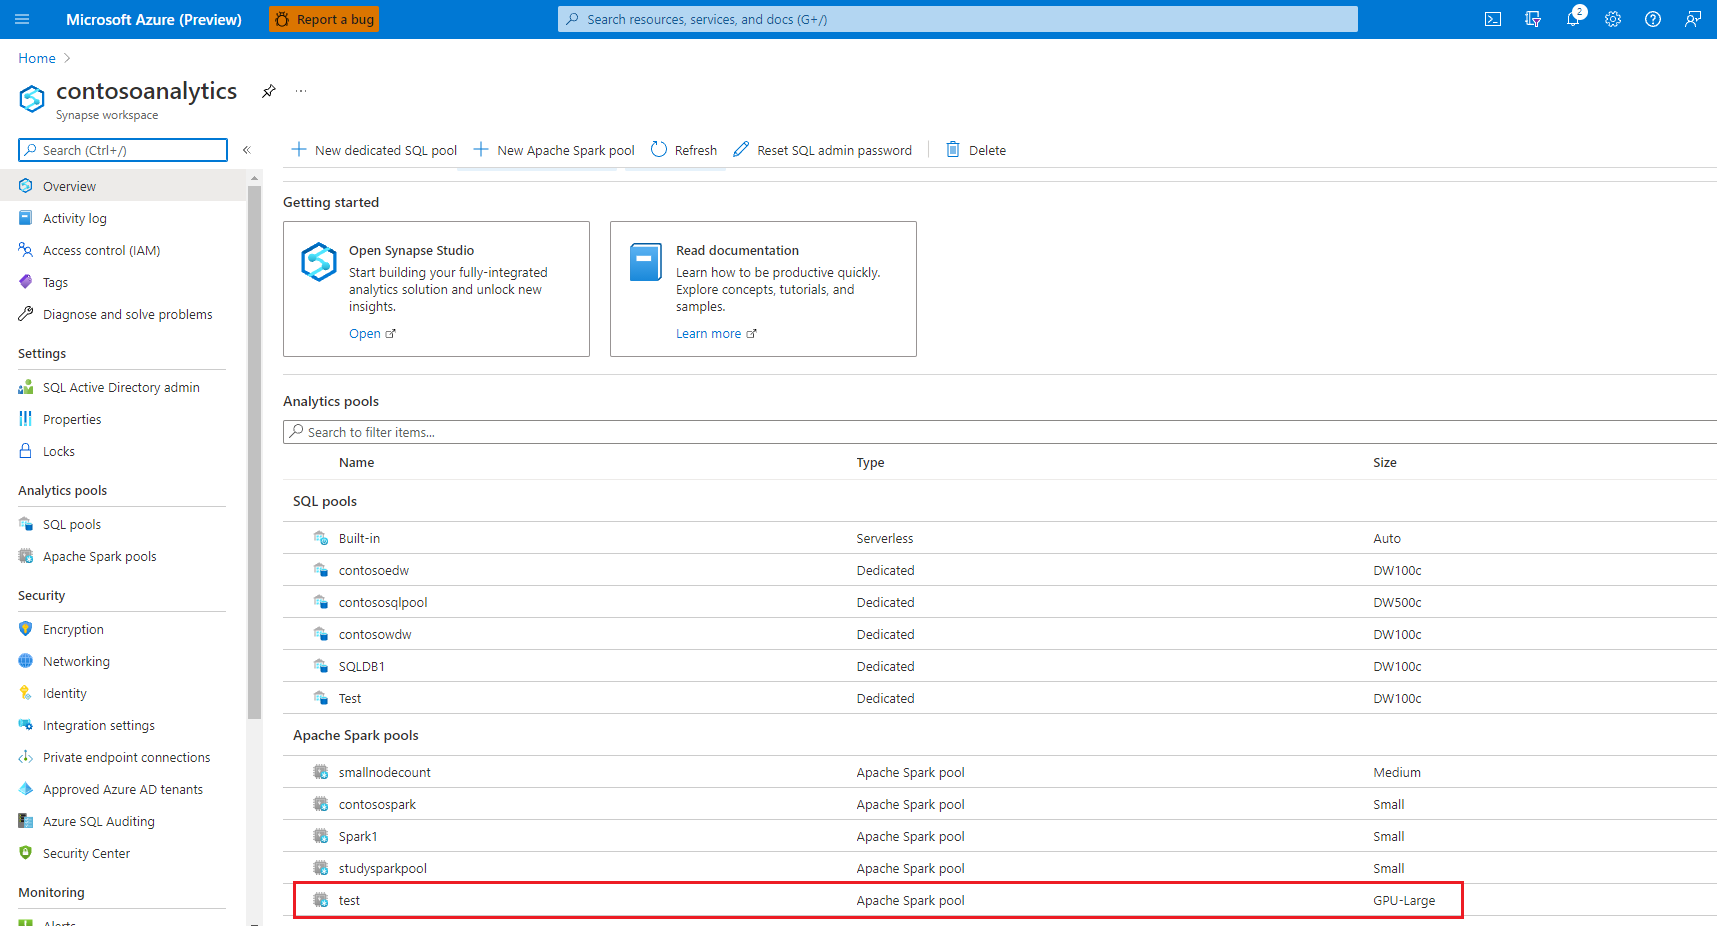 Microsoft Azure (Preview)
Report a bug
Search resources, services, and docs (G+/)
2
Home
contosoanalytics
Synapse workspace
Search (Ctrl+/)
New dedicated SQL pool
New Apache Spark pool
Refresh
Reset SQL admin password
Delete
Overview
Activity log
Access control (IAM)
Tags
Diagnose and solve problems
Settings
SQL Active Directory admin
Properties
Locks
Analytics pools
SQL pools
Apache Spark pools
Security
Encryption
Networking
Identity
Integration settings
Private endpoint connections
Approved Azure AD tenants
Azure SQL Auditing
Security Center
Monitoring
Alerts
Getting started
Open Synapse Studio
Start building your fully-integrated
analytics solution and unlock new
insights.
Open
Read documentation
Learn how to be productive quickly.
Explore concepts, tutorials, and
samples.
Learn more
Analytics pools
Search to filter items...
Name Type Size
SQL pools
Built-in Serverless Auto
contosoedw Dedicated DW100c
contososqlpool Dedicated DW500c
contosowdw Dedicated DW100c
SQLDB1 Dedicated DW100c
Test Dedicated DW100c
Apache Spark pools
smallnodecount Apache Spark pool Medium
contosospark Apache Spark pool Small
Spark1 Apache Spark pool Small
studysparkpool Apache Spark pool Small
test Apache Spark pool GPU-Large